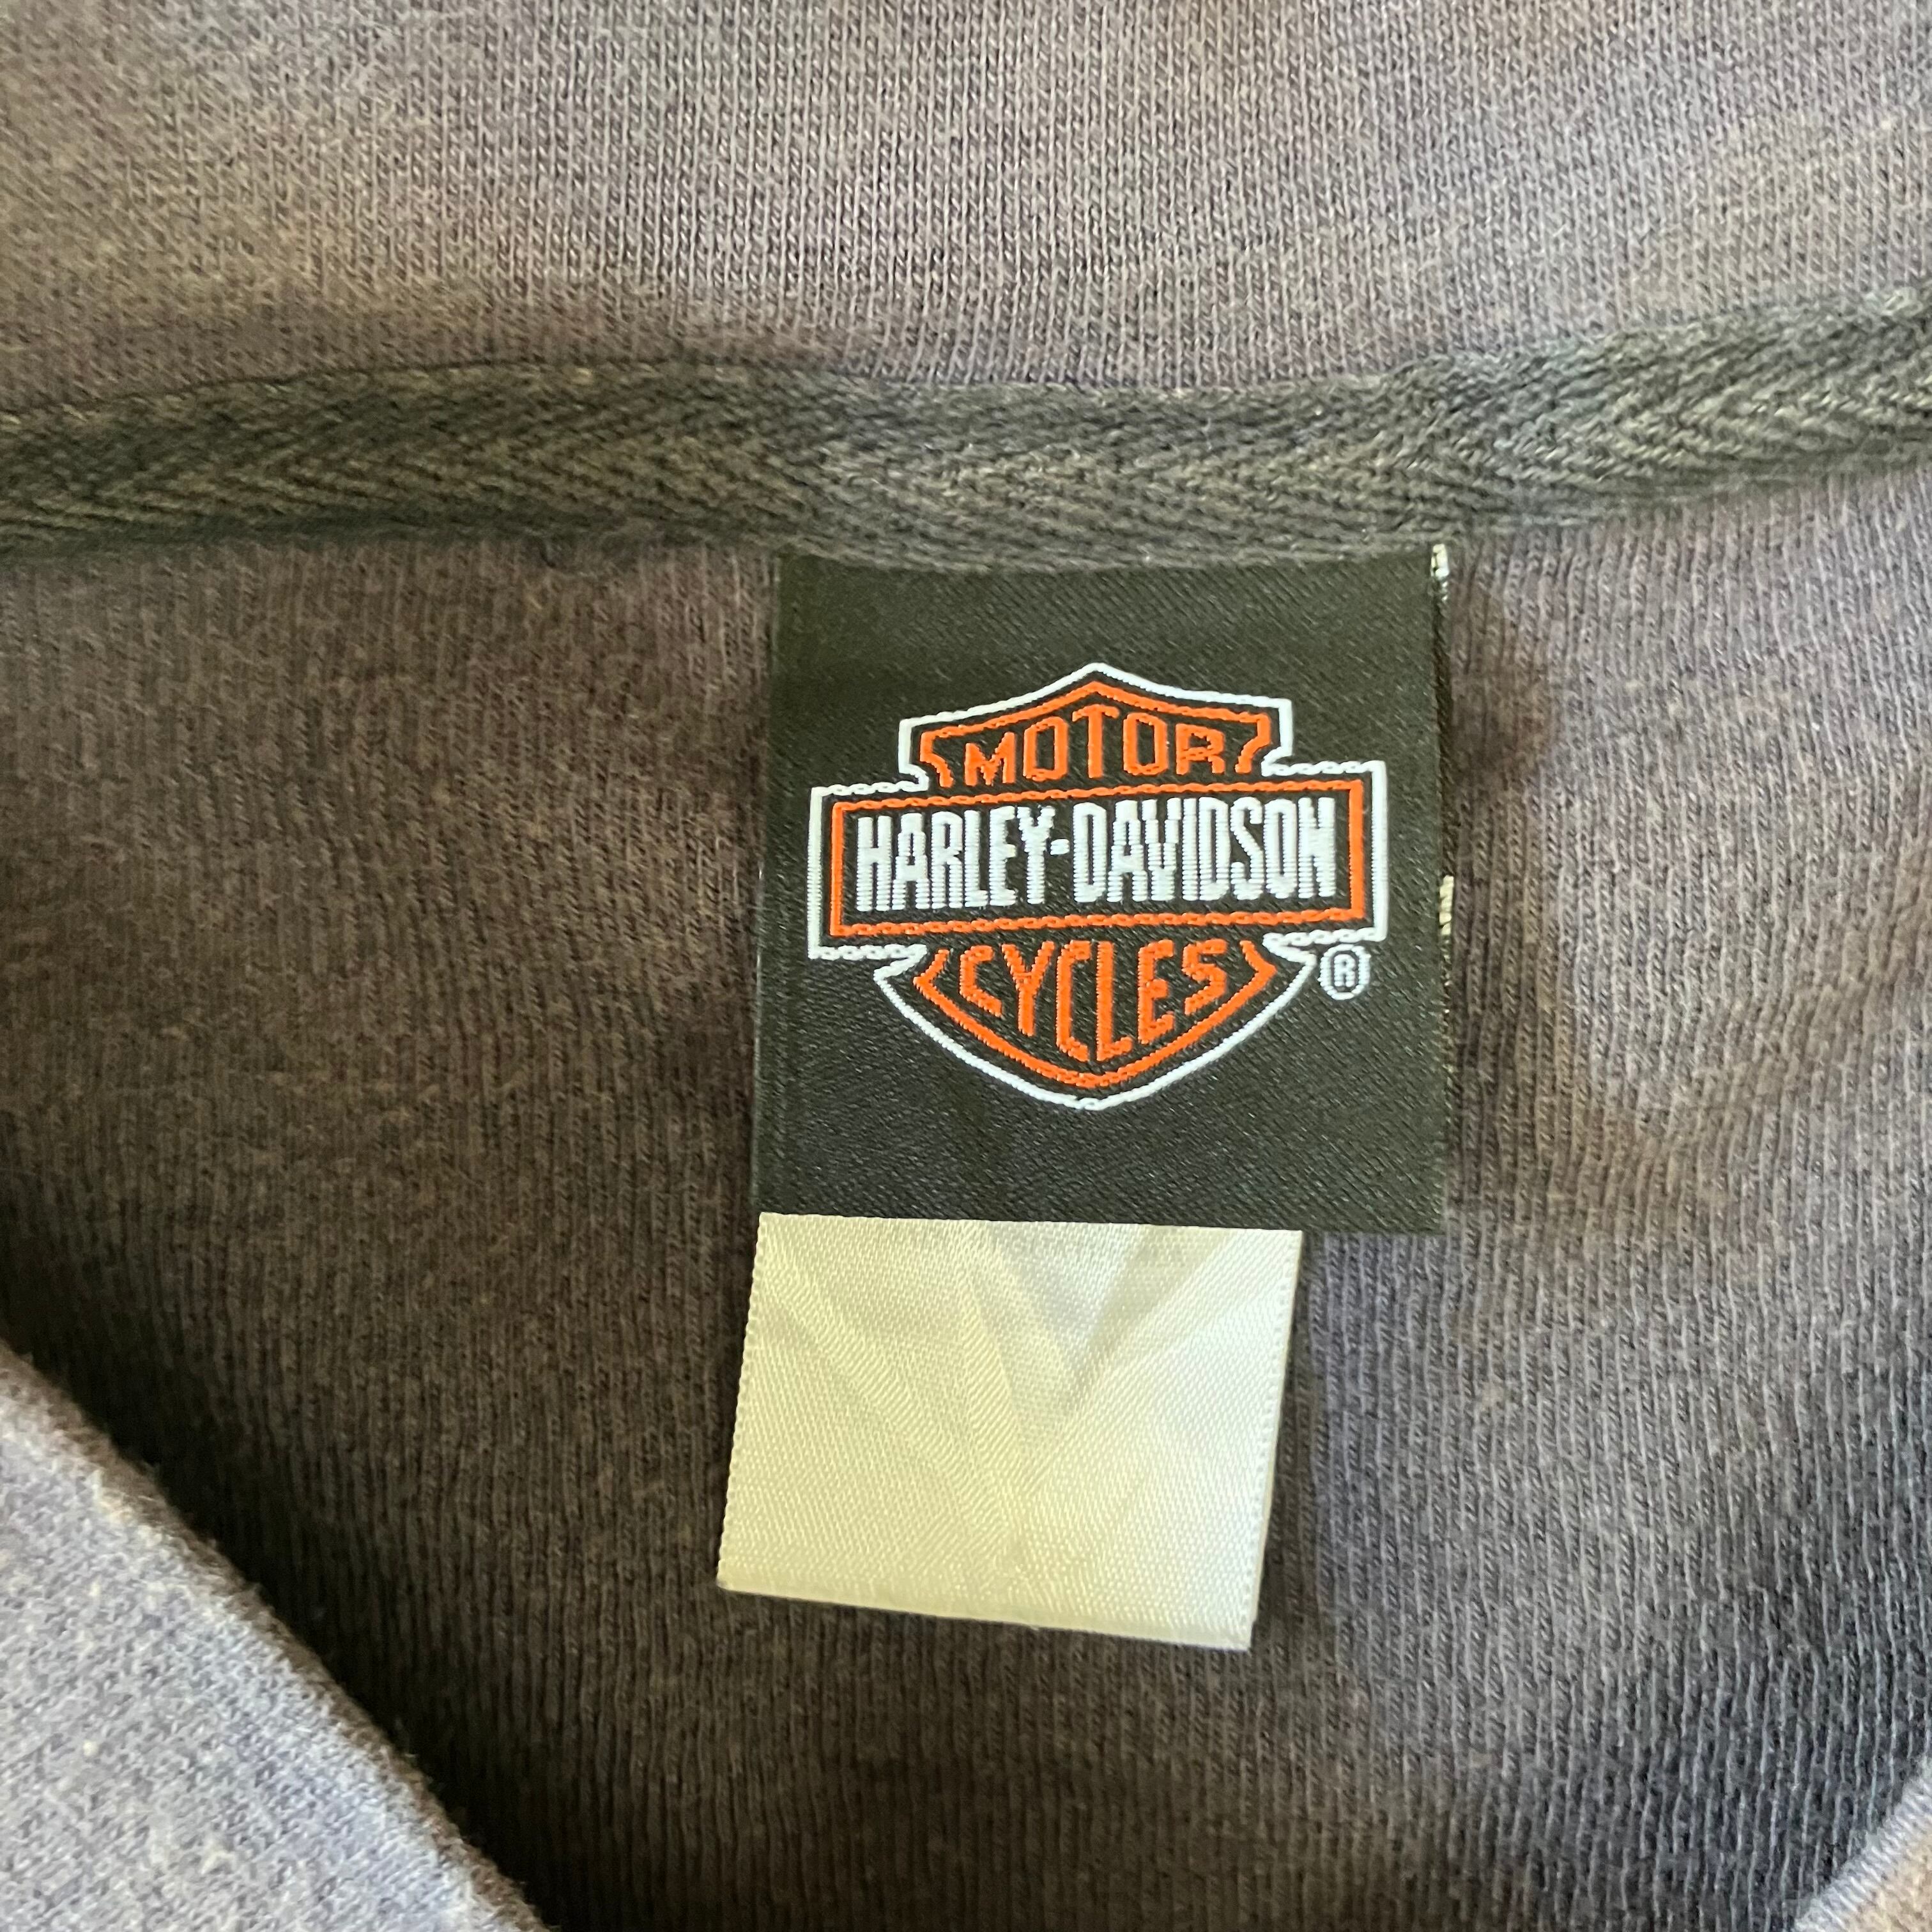 MOTOR
HARLEY-DAVIDSON
CYCLES
®